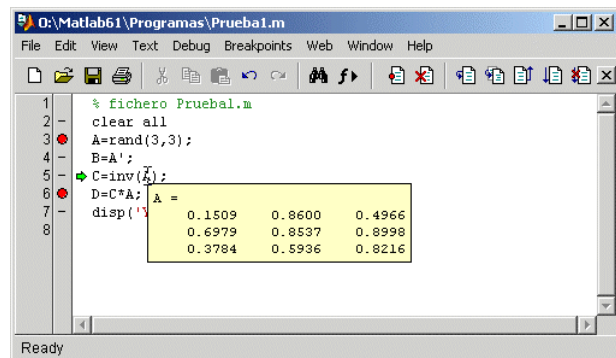 O:\Matlab61\Programas\Prueba1.m
File Edit View Text Debug Breakpoints Web Window Help
1 % fichero Prueba1.m
2 - clear all
3 A=rand(3,3);
4 - B=A';
5 - C=inv(A);
6 D=C*A;
7 - disp('
8
A =
0.1509 0.8600 0.4966
0.6979 0.8537 0.8998
0.3784 0.5936 0.8216
Ready